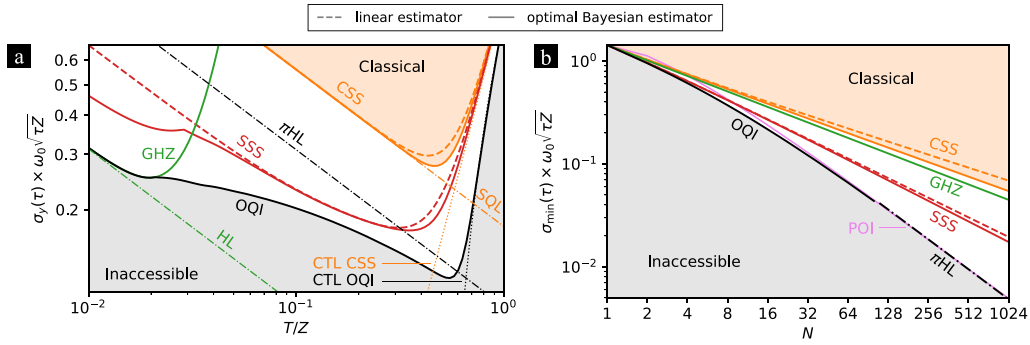 linear estimator optimal Bayesian estimator
a
σ_y(τ) × ω₀√τZ
0.6
0.5
0.4
0.3
0.2
CSS
Classical
πHL
SSS
GHZ
OQI
SQL
HL
CTL CSS
CTL OQI
Inaccessible
10⁻² 10⁻¹ 10⁰
T/Z
b
σ_min(τ) × ω₀√τZ
10⁰
10⁻¹
10⁻²
Classical
OQI
CSS
GHZ
SSS
POI
πHL
Inaccessible
1 2 4 8 16 32 64 128 256 512 1024
N